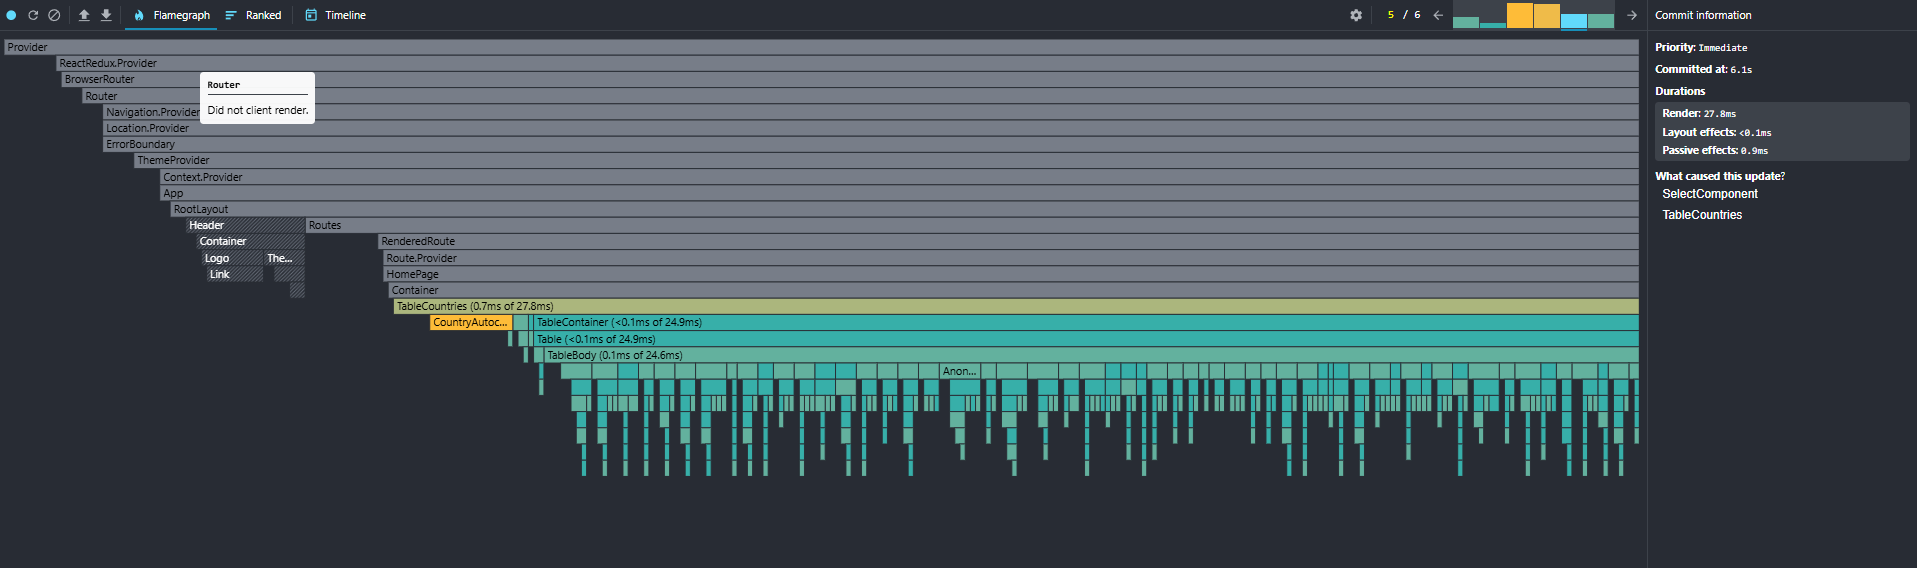 Flamegraph Ranked Timeline 5 / 6 Commit information
Provider
ReactRedux.Provider
BrowserRouter
Router
Navigation.Provider
Location.Provider
ErrorBoundary
ThemeProvider
Context.Provider
App
RootLayout
Header Routes
Container RenderedRoute
Logo The... Route.Provider
Link HomePage
Container
TableCountries (0.7ms of 27.8ms)
CountryAutoc... TableContainer (<0.1ms of 24.9ms)
Table (<0.1ms of 24.9ms)
TableBody (0.1ms of 24.6ms)
Anon...
Router
Did not client render.
Priority: Immediate
Committed at: 6.1s
Durations
Render: 27.8ms
Layout effects: <0.1ms
Passive effects: 0.9ms
What caused this update?
SelectComponent
TableCountries